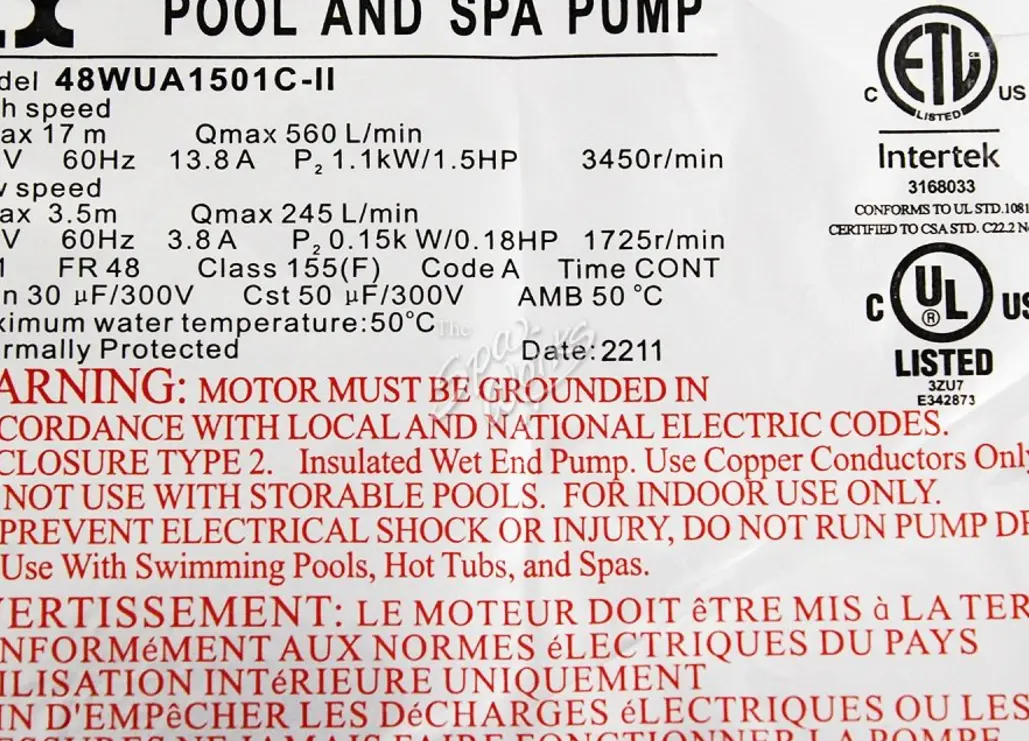 POOL AND SPA PUMP
del 48WUA1501C-II
h speed
ax 17 m Qmax 560 L/min
V 60Hz 13.8 A P2 1.1kW/1.5HP 3450r/min
speed
ax 3.5m Qmax 245 L/min
V 60Hz 3.8 A P2 0.15k W/0.18HP 1725r/min
1 FR 48 Class 155(F) Code A Time CONT
n 30 µF/300V Cst 50 µF/300V AMB 50 °C
ximum water temperature:50°C
rmally Protected Date: 2211
ARNING: MOTOR MUST BE GROUNDED IN
CORDANCE WITH LOCAL AND NATIONAL ELECTRIC CODES.
CLOSURE TYPE 2. Insulated Wet End Pump. Use Copper Conductors Only
NOT USE WITH STORABLE POOLS. FOR INDOOR USE ONLY.
PREVENT ELECTRICAL SHOCK OR INJURY, DO NOT RUN PUMP D
Use With Swimming Pools, Hot Tubs, and Spas.
ERTISSEMENT: LE MOTEUR DOIT êTRE MIS à LA TER
NFORMéMENT AUX NORMES éLECTRIQUES DU PAYS
ILISATION INTéRIEURE UNIQUEMENT
IN D'EMPêCHER LES DéCHARGES éLECTRIQUES OU LES
ETL CM
C US
LISTED
Intertek
3168033
CONFORMS TO UL STD.1081
CERTIFIED TO CSA STD. C22.2 N
C UL ® US
LISTED
3ZU7
E342873
The
Spa
Works